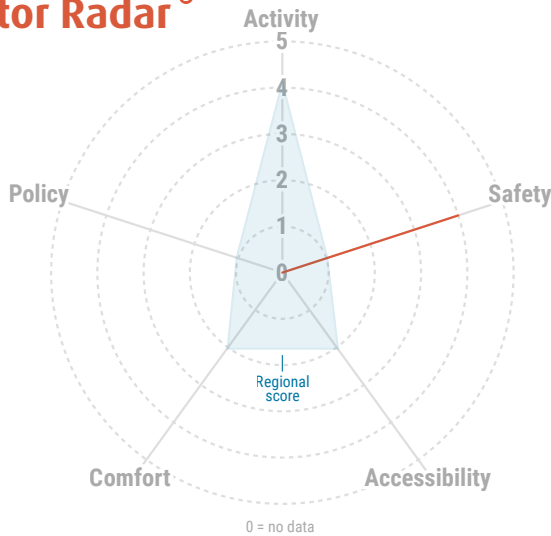 tor Radar
Activity
5
4
3
2
1
0
Policy
Safety
Regional
score
Comfort
Accessibility
0 = no data